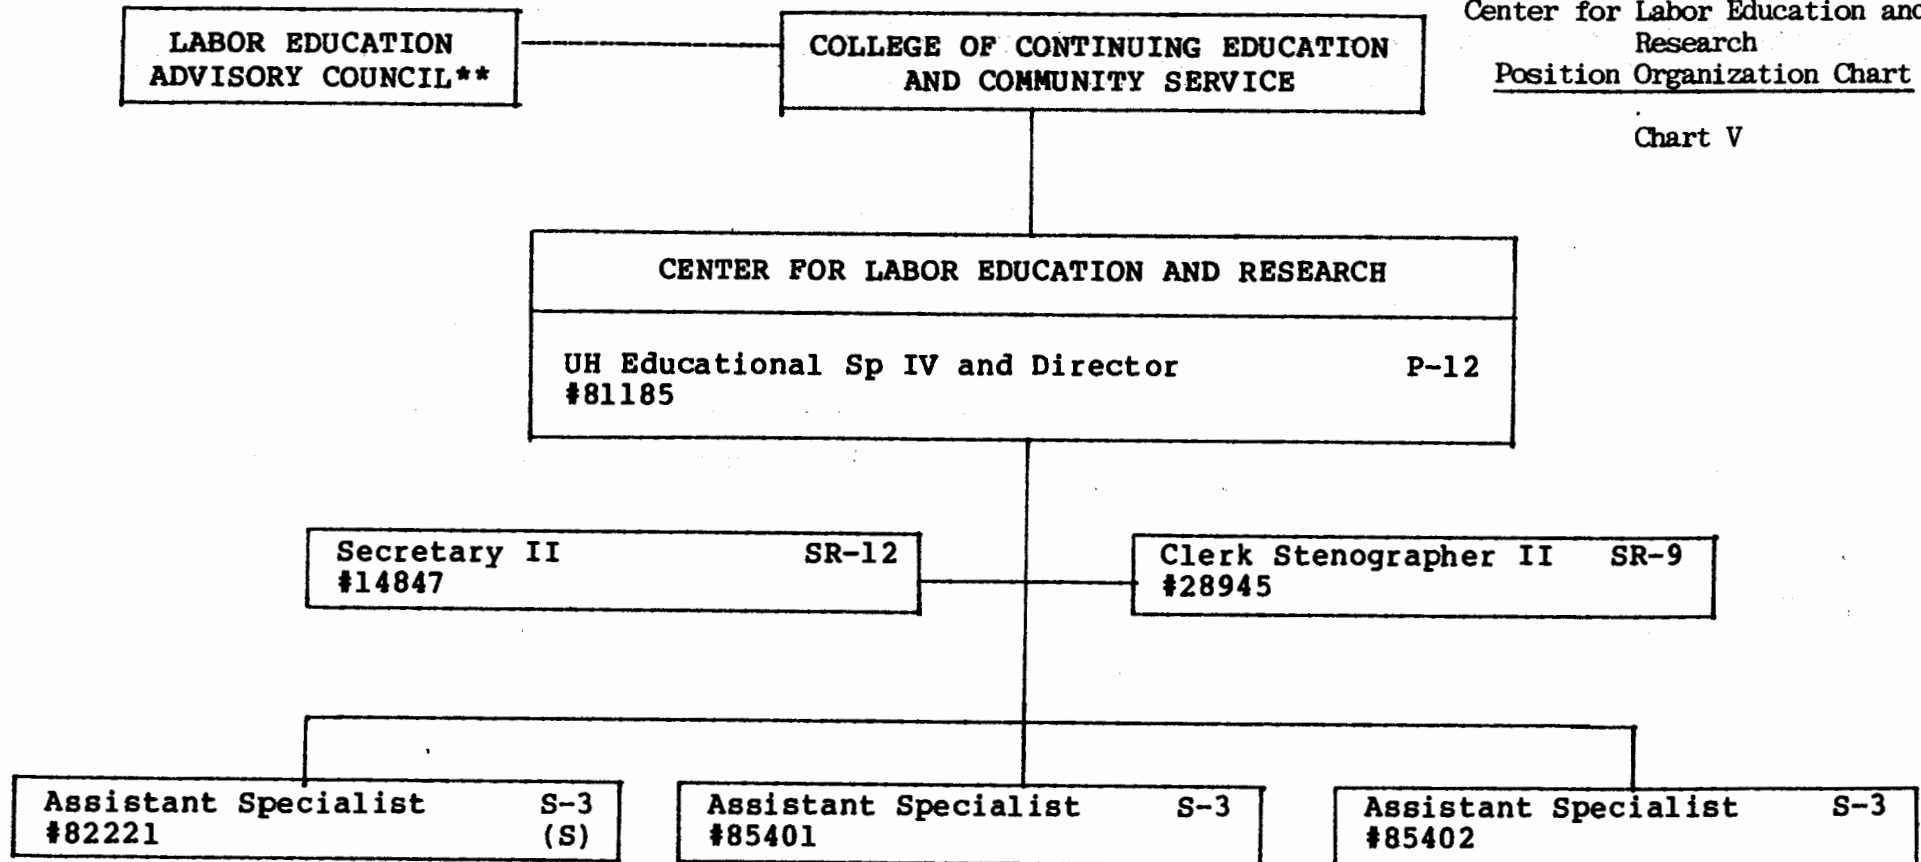 Center for Labor Education and
Research
Position Organization Chart
Chart V
LABOR EDUCATION
ADVISORY COUNCIL**
COLLEGE OF CONTINUING EDUCATION
AND COMMUNITY SERVICE
CENTER FOR LABOR EDUCATION AND RESEARCH
UH Educational Sp IV and Director P-12
#81185
Secretary II SR-12
#14847
Clerk Stenographer II SR-9
#28945
Assistant Specialist S-3
#82221 (S)
Assistant Specialist S-3
#85401
Assistant Specialist S-3
#85402